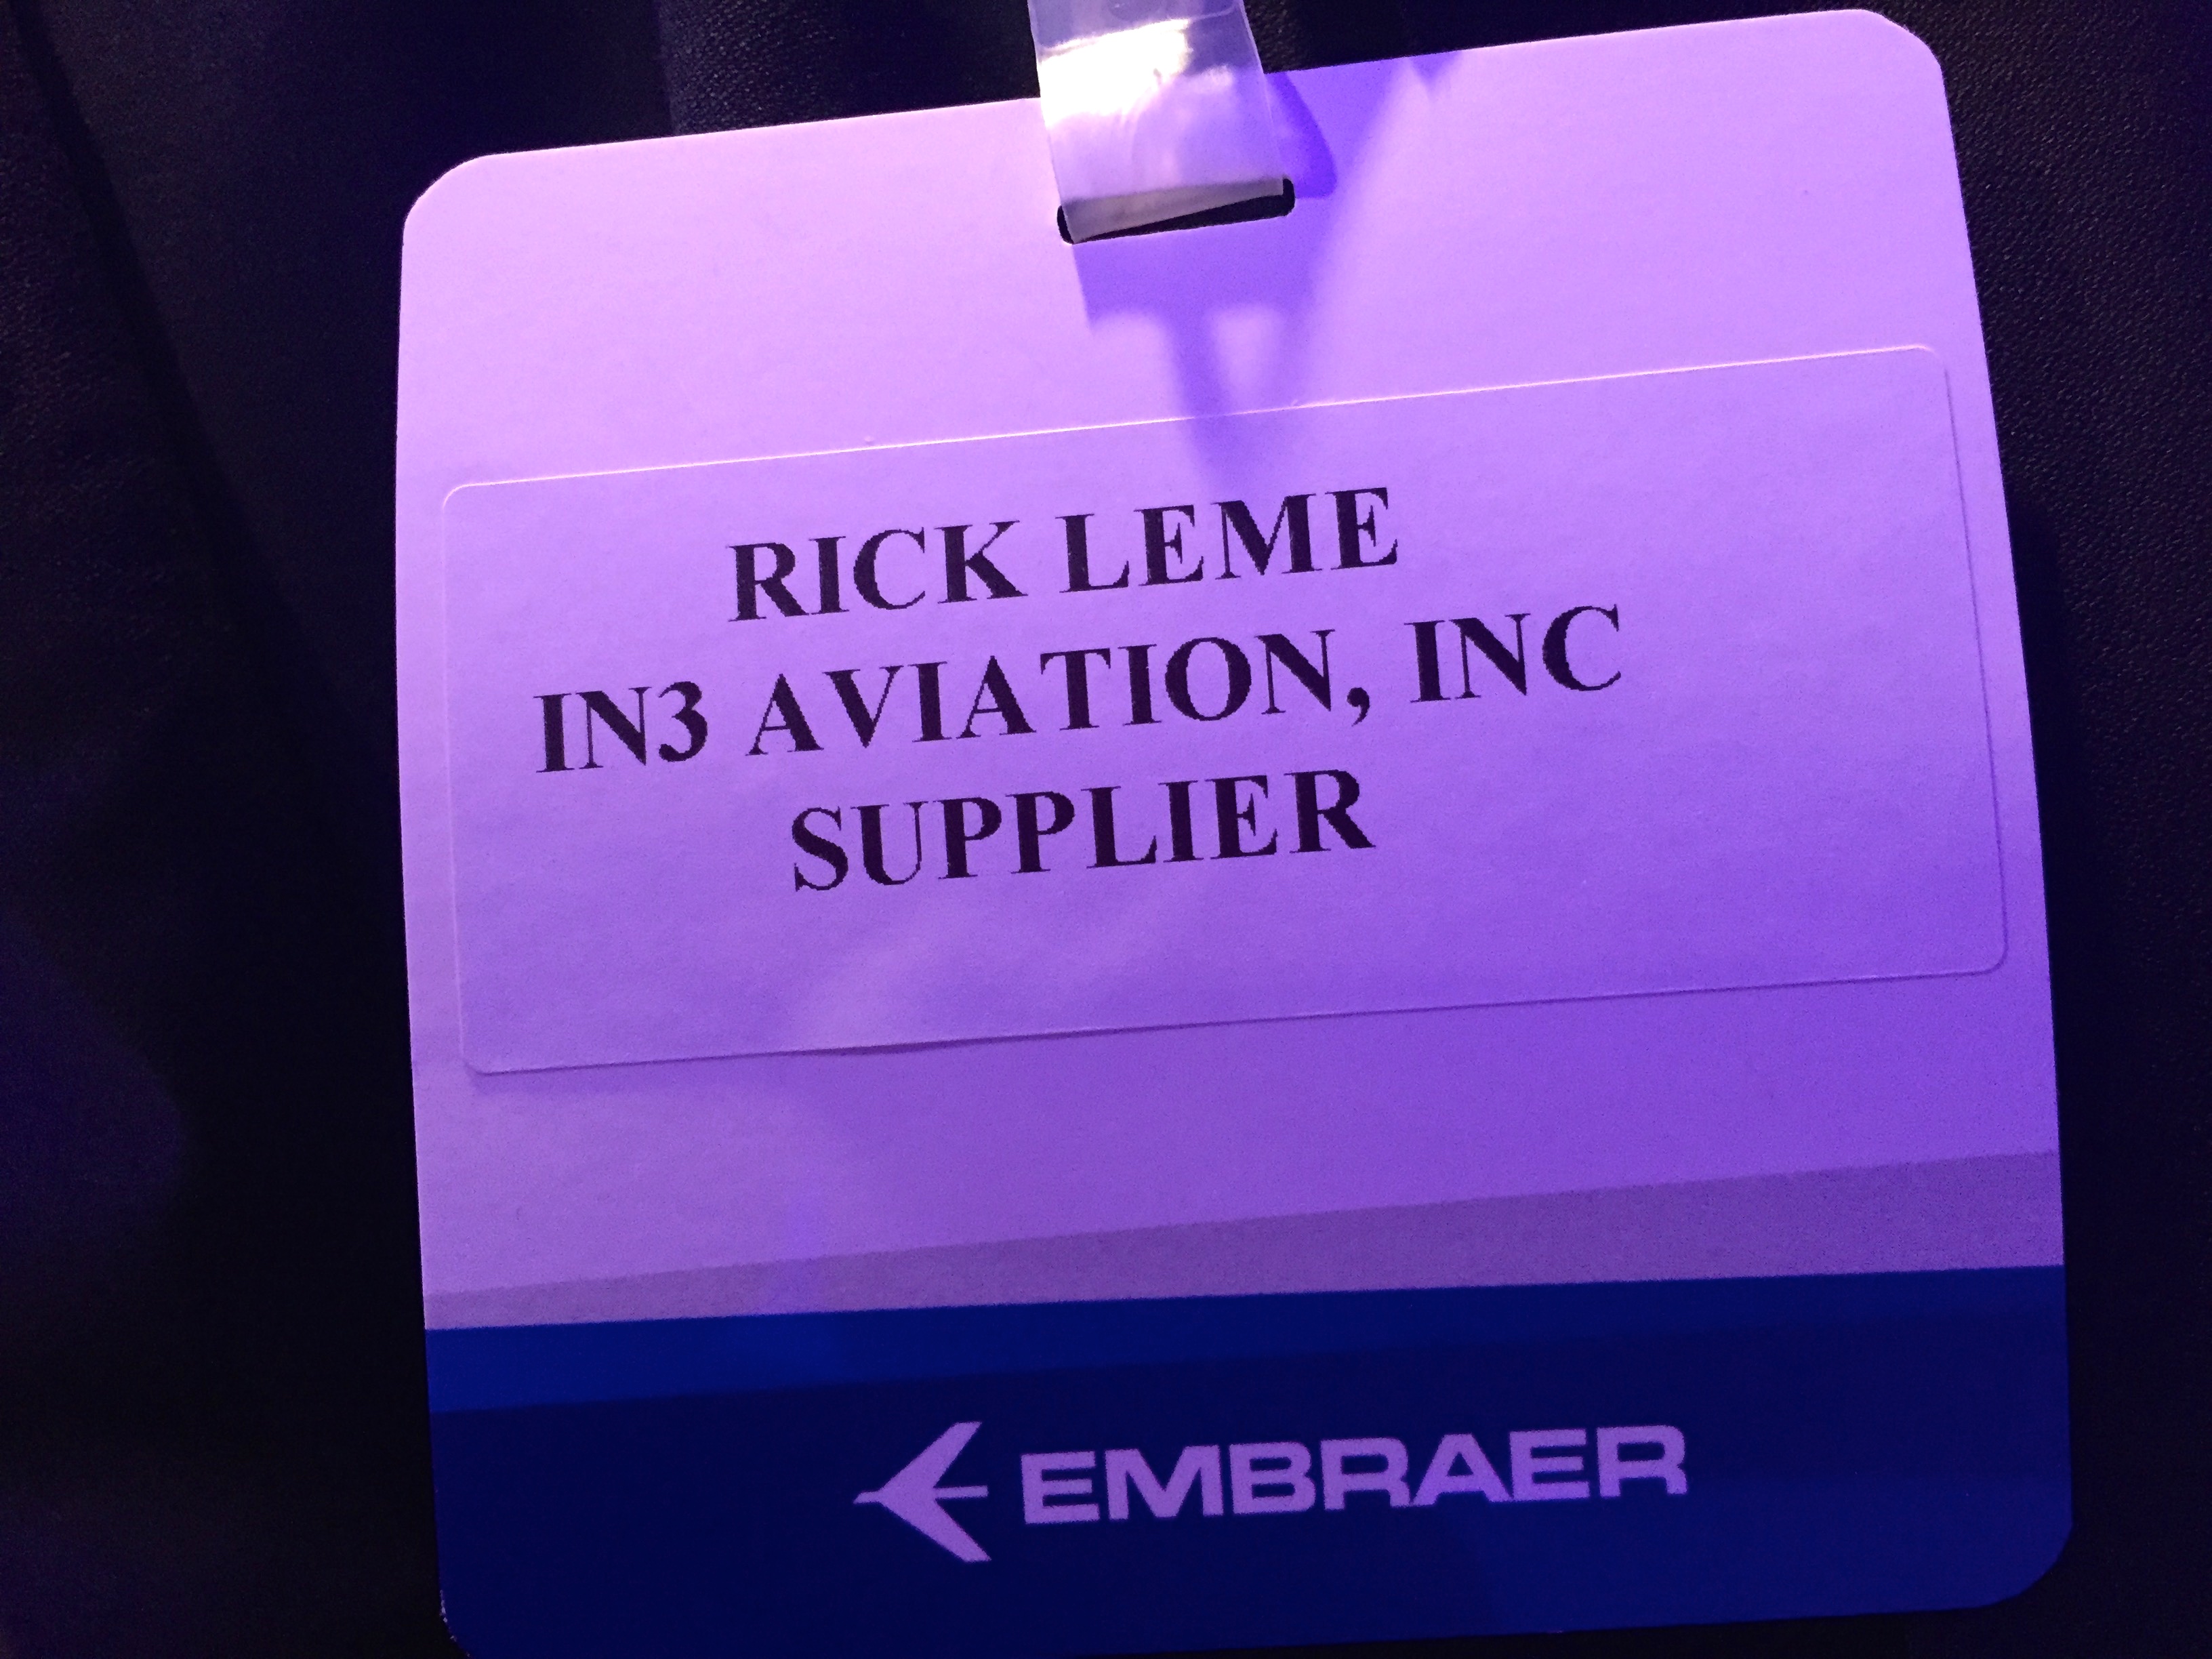 RICK LEME
IN3 AVIATION, INC
SUPPLIER
EMBRAER